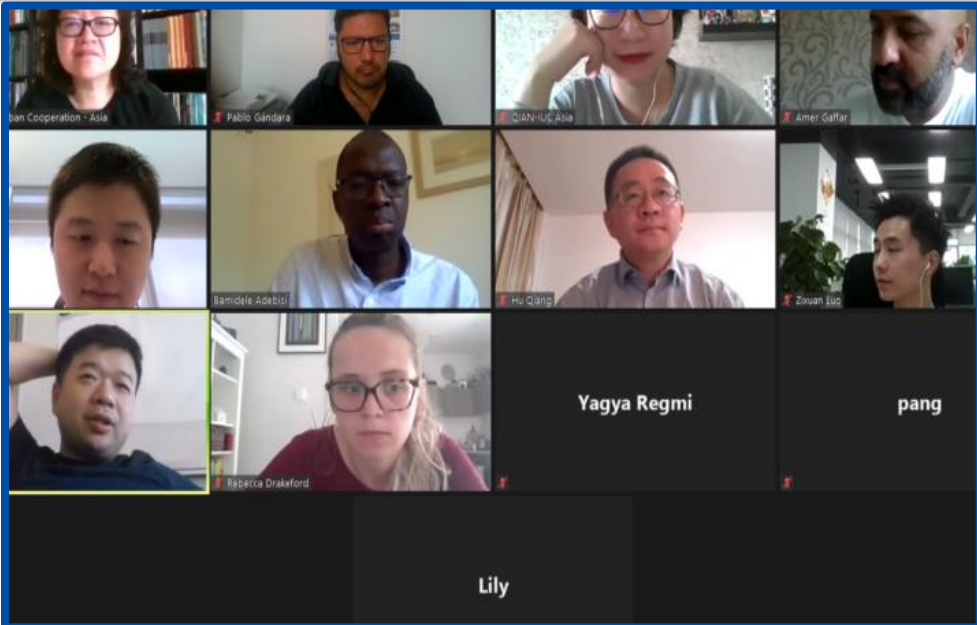 ban Cooperation - Asia
Pablo Gándara
QIAN-IUC Asia
Amer Gaffar
Bamidele Adebisi
Hu Qiang
Zixuan Luo
Rebecca Drakeford
Yagya Regmi
pang
Lily